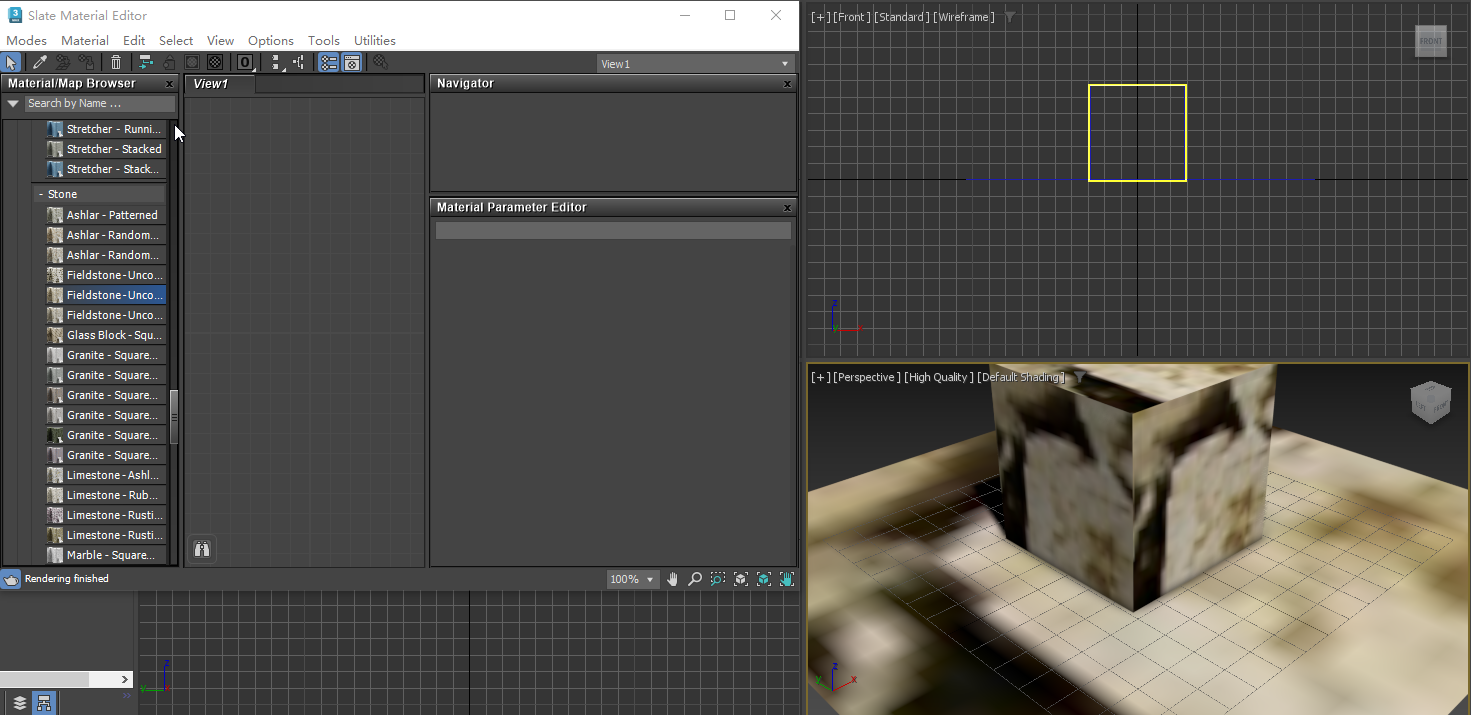 Slate Material Editor
Modes Material Edit Select View Options Tools Utilities
View1
Material/Map Browser
Search by Name ...
Stretcher - Runni...
Stretcher - Stacked
Stretcher - Stack...
- Stone
Ashlar - Patterned
Ashlar - Random...
Ashlar - Random...
Fieldstone - Unco...
Fieldstone - Unco...
Fieldstone - Unco...
Glass Block - Squ...
Granite - Square...
Granite - Square...
Granite - Square...
Granite - Square...
Granite - Square...
Granite - Square...
Limestone - Ashl...
Limestone - Rub...
Limestone - Rusti...
Limestone - Rusti...
Marble - Square...
View1
Navigator
Material Parameter Editor
Rendering finished
100%
z
y
[+] [Front] [Standard] [Wireframe]
FRONT
z
[+] [Perspective] [High Quality] [Default Shading]
LEFT
FRONT
z
y
x